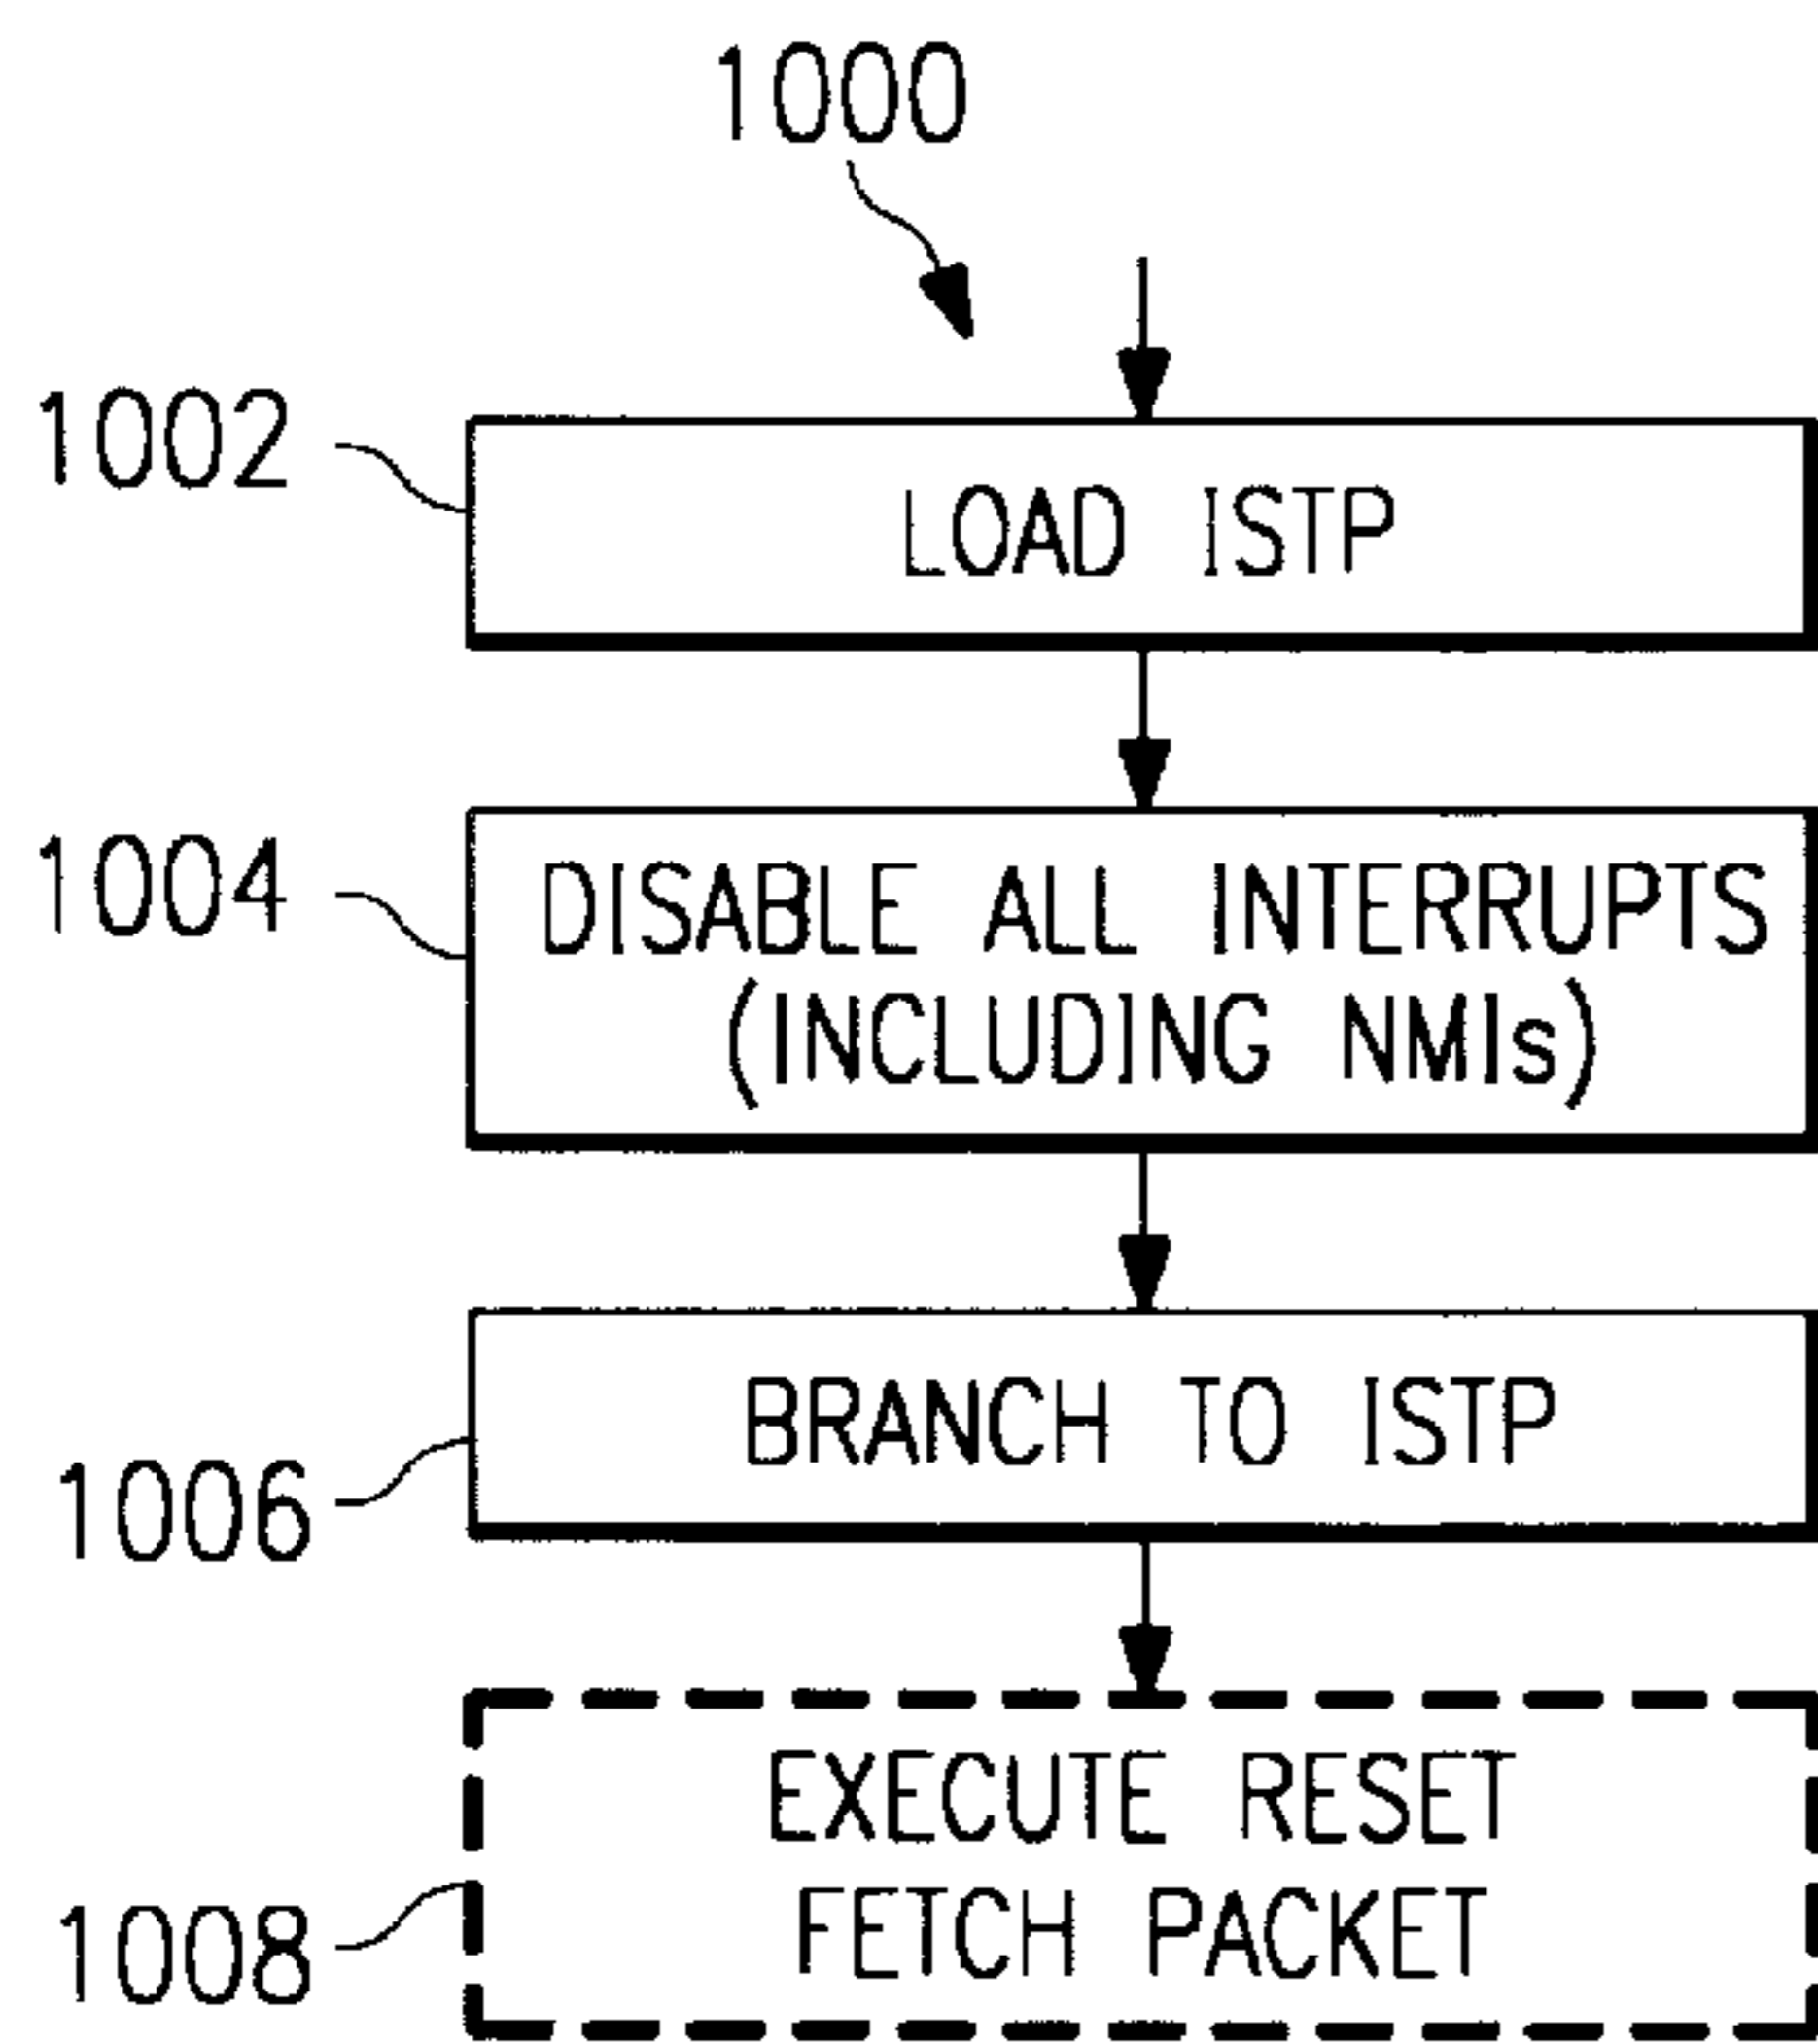 1000
1002
LOAD ISTP
1004
DISABLE ALL INTERRUPTS
(INCLUDING NMIs)
BRANCH TO ISTP
1006
EXECUTE RESET
FETCH PACKET
1008